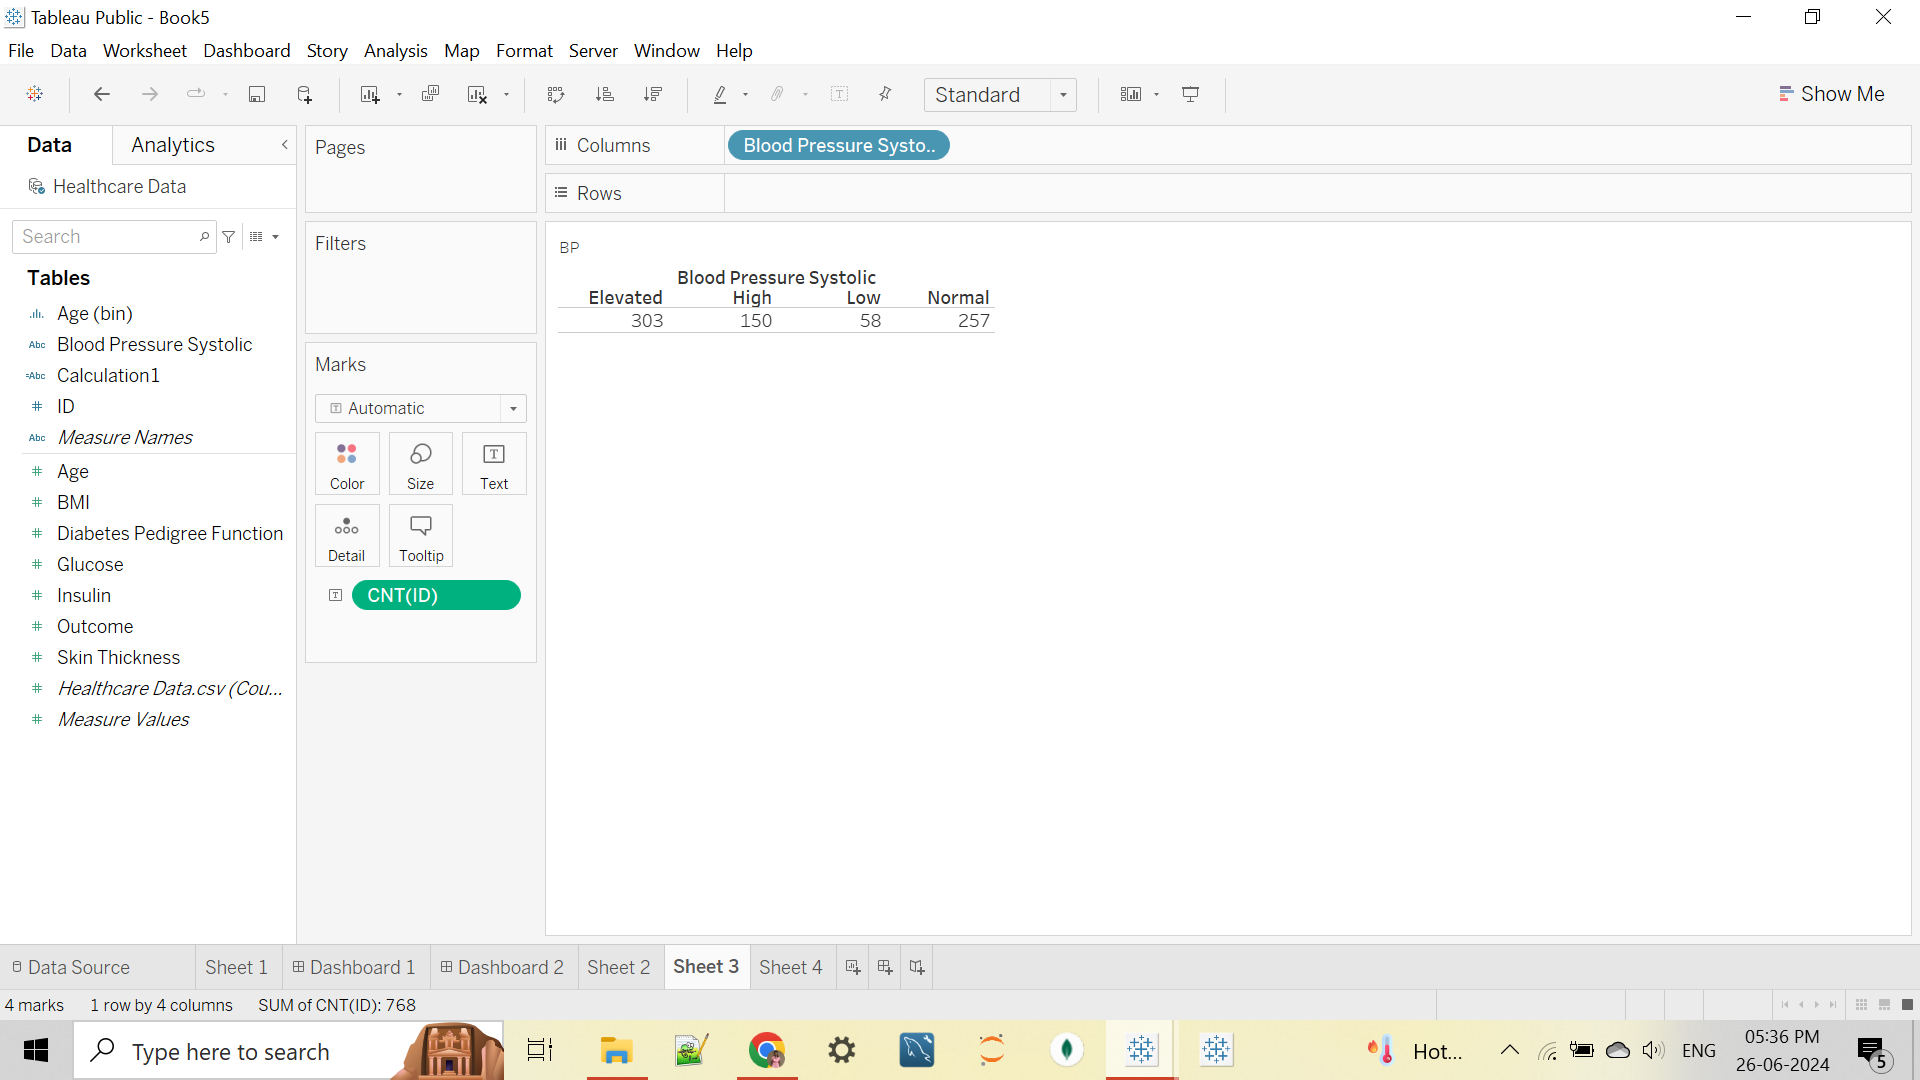 Tableau Public - Book5
File Data Worksheet Dashboard Story Analysis Map Format Server Window Help
Standard
Show Me
Data Analytics
Healthcare Data
Search
Tables
Age (bin)
Abc Blood Pressure Systolic
=Abc Calculation1
# ID
Abc Measure Names
# Age
# BMI
# Diabetes Pedigree Function
# Glucose
# Insulin
# Outcome
# Skin Thickness
# Healthcare Data.csv (Cou...
# Measure Values
Pages
Filters
Marks
T Automatic
Color Size T Text
Detail Tooltip
T CNT(ID)
iii Columns Blood Pressure Systo..
Rows
BP
Blood Pressure Systolic
Elevated High Low Normal
303 150 58 257
Data Source Sheet 1 Dashboard 1 Dashboard 2 Sheet 2 Sheet 3 Sheet 4
4 marks 1 row by 4 columns SUM of CNT(ID): 768
Type here to search
Hot...
ENG
05:36 PM
26-06-2024
5